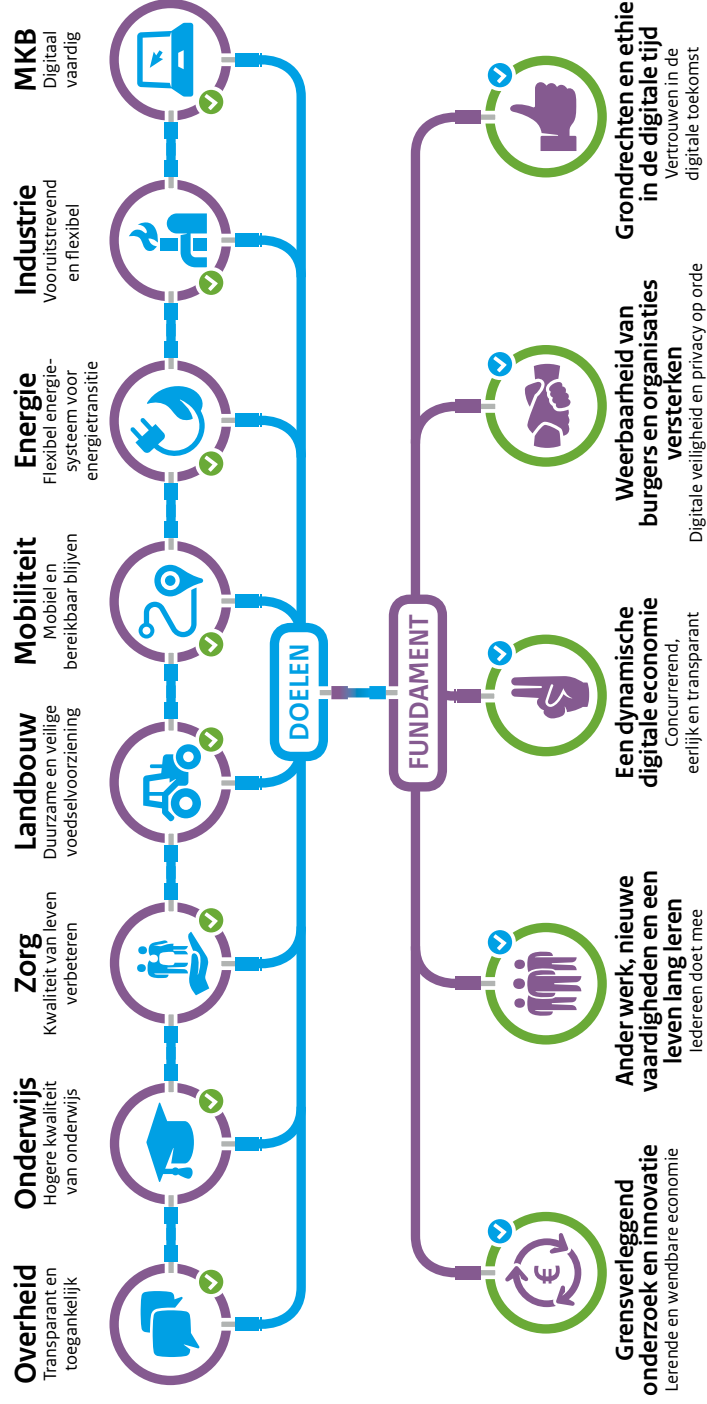 Overheid
Transparant en
toegankelijk
Onderwijs
Hogere kwaliteit
van onderwijs
Zorg
Kwaliteit van leven
verbeteren
Landbouw
Duurzame en veilige
voedselvoorziening
Mobiliteit
Mobiel en
bereikbaar blijven
Energie
Flexibel energie-
systeem voor
energietransitie
Industrie
Vooruitstrevend
en flexibel
MKB
Digitaal
vaardig
DOELEN
FUNDAMENT
€
Grensverleggend
onderzoek en innovatie
Lerende en wendbare economie
Ander werk, nieuwe
vaardigheden en een
leven lang leren
Iedereen doet mee
Een dynamische
digitale economie
Concurrerend,
eerlijk en transparant
Weerbaarheid van
burgers en organisaties
versterken
Digitale veiligheid en privacy op orde
Grondrechten en ethie
in de digitale tijd
Vertrouwen in de
digitale toekomst